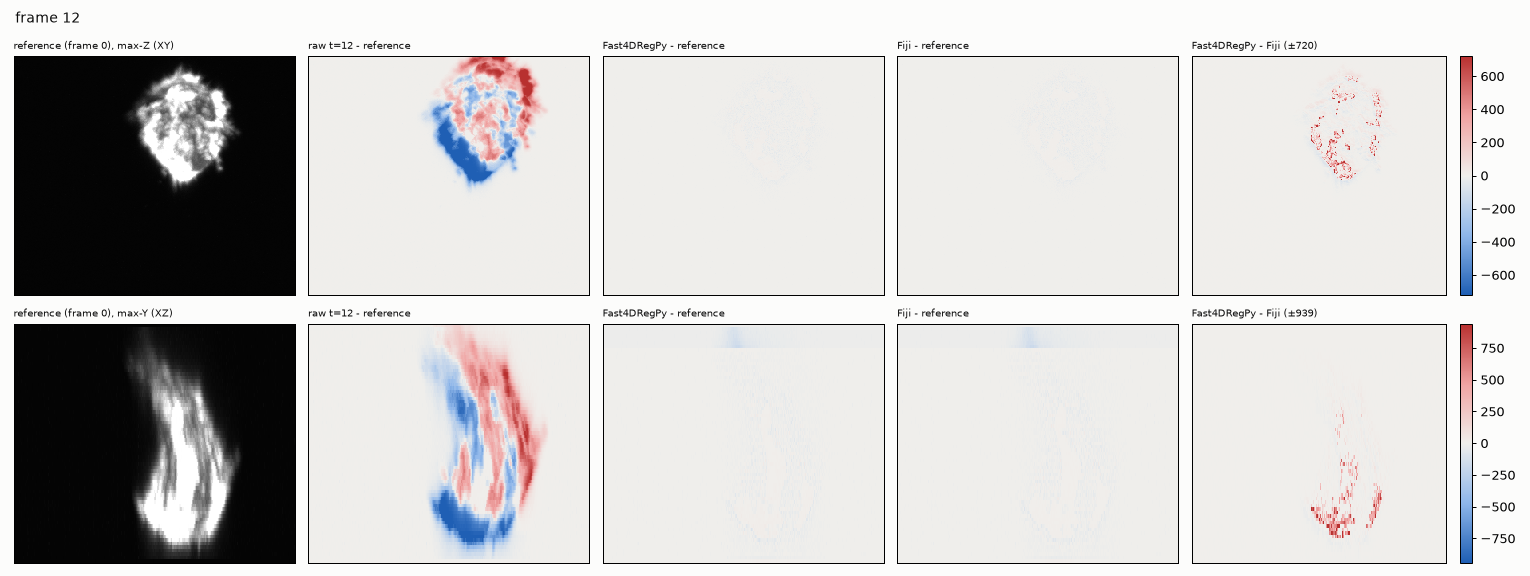 frame 12
reference (frame 0), max-Z (XY)
raw t=12 - reference
Fast4DRegPy - reference
Fiji - reference
Fast4DRegPy - Fiji (±720)
600
400
200
0
−200
−400
−600
reference (frame 0), max-Y (XZ)
raw t=12 - reference
Fast4DRegPy - reference
Fiji - reference
Fast4DRegPy - Fiji (±939)
750
500
250
0
−250
−500
−750